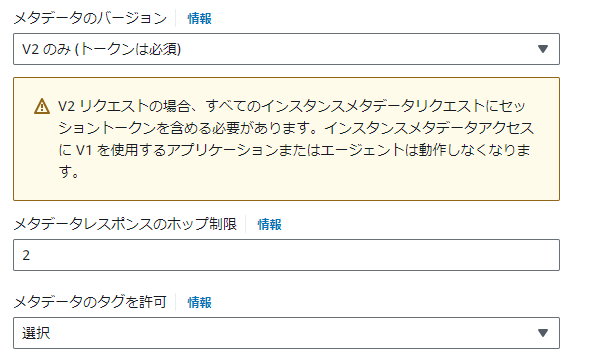 メタデータのバージョン 情報
V2 のみ (トークンは必須)
V2 リクエストの場合、すべてのインスタンスメタデータリクエストにセッ
ショントークンを含める必要があります。インスタンスメタデータアクセス
に V1 を使用するアプリケーションまたはエージェントは動作しなくなりま
す。
メタデータレスポンスのホップ制限 情報
2
メタデータのタグを許可 情報
選択